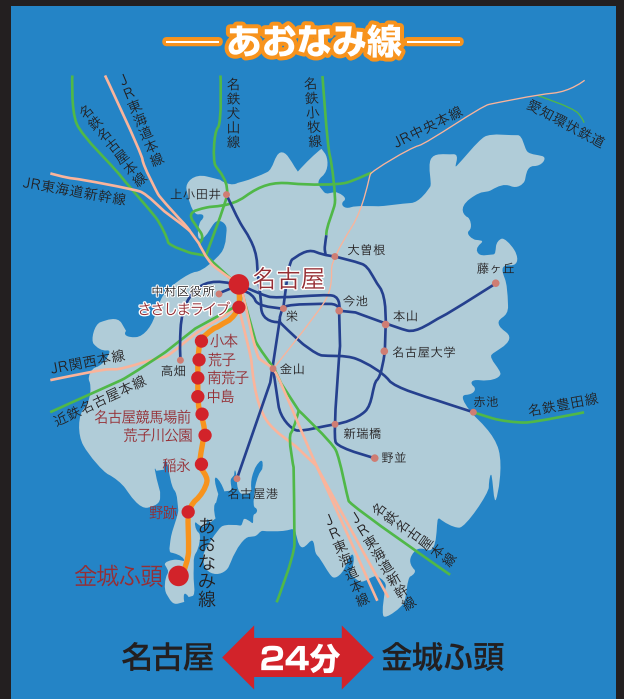 あおなみ線
名鉄名古屋本線
JR東海道本線
名鉄犬山線
名鉄小牧線
JR中央本線
愛知環状鉄道
JR東海道新幹線
上小田井
大曽根
藤ヶ丘
名古屋
中村区役所
ささしまライブ
栄
今池
本山
小本
名古屋大学
JR関西本線
高畑
荒子
金山
南荒子
近鉄名古屋本線
中島
赤池
名鉄豊田線
名古屋競馬場前
荒子川公園
新瑞橋
稲永
野並
名古屋港
野跡
あおなみ線
JR東海道本線
JR東海道新幹線
名鉄名古屋本線
金城ふ頭
名古屋 24分 金城ふ頭